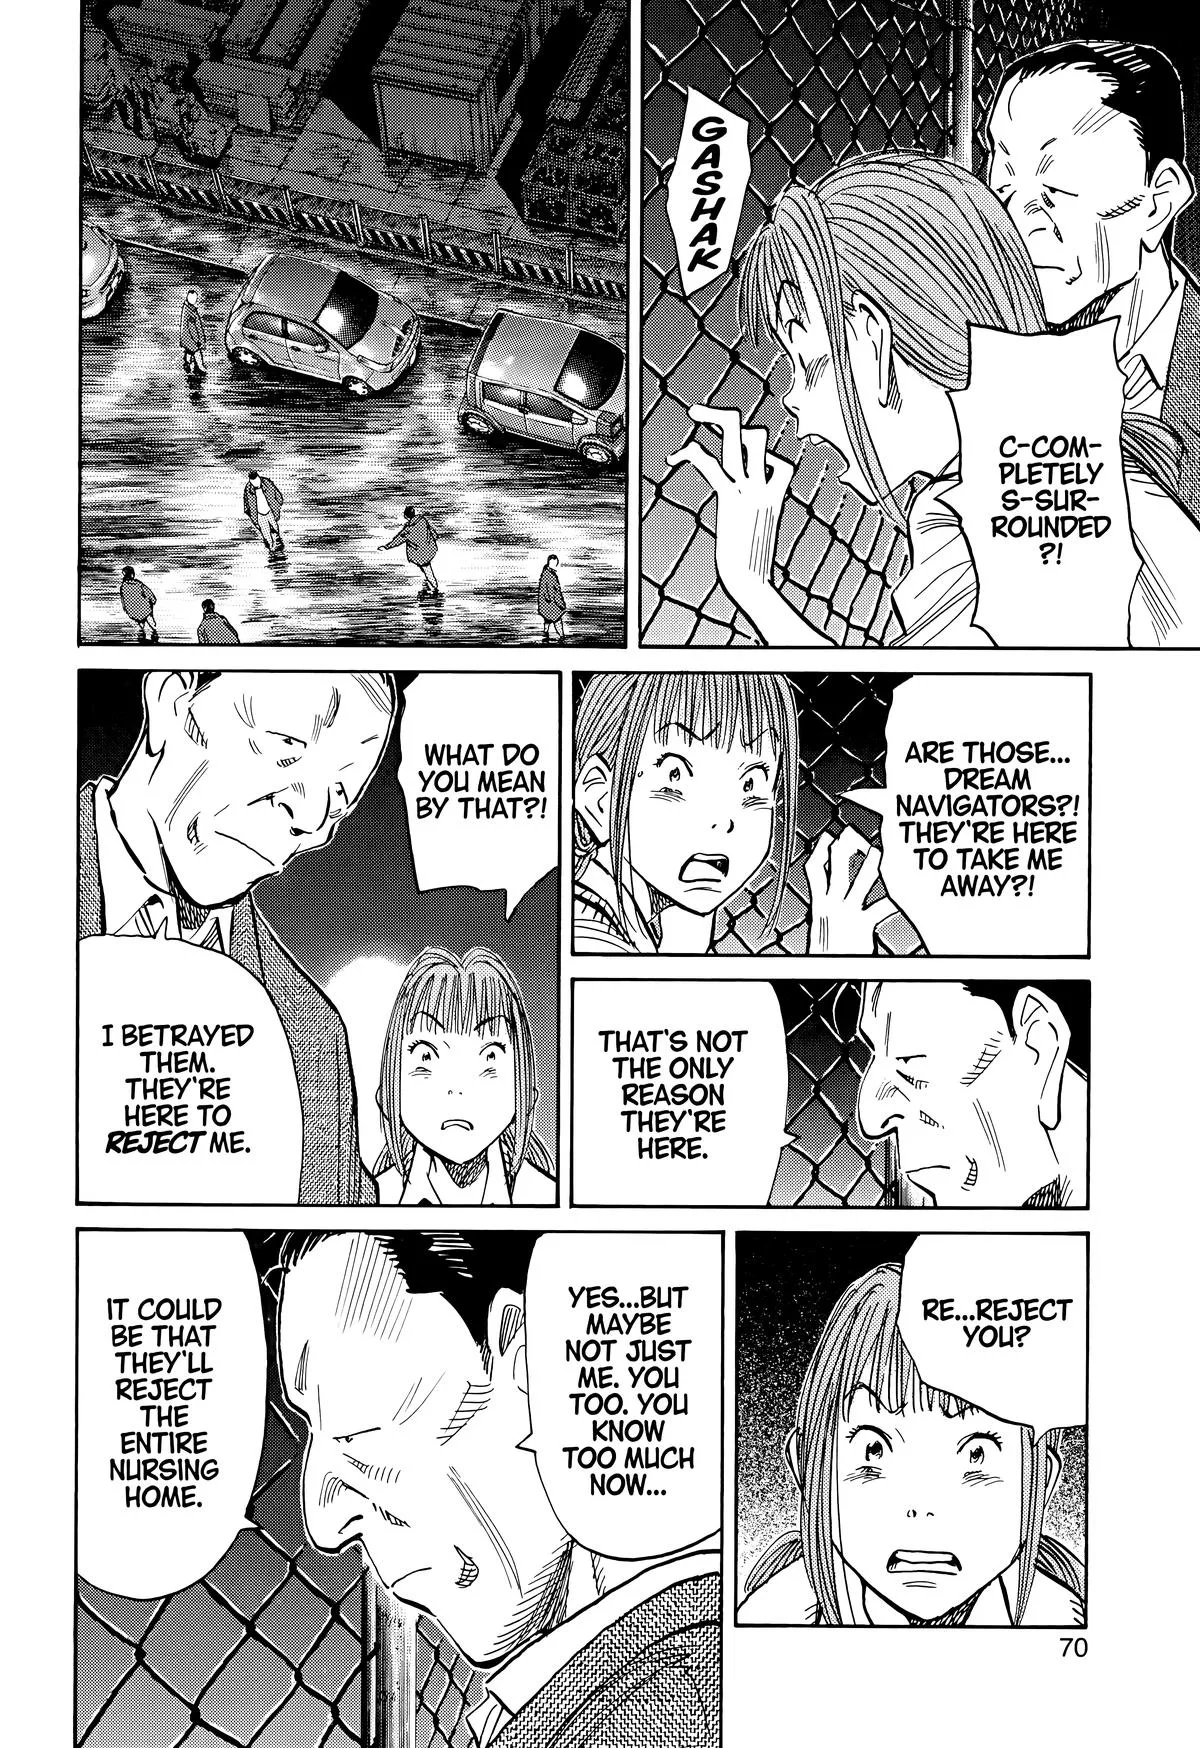 GASHAK
C-COM-
PLETELY
S-SUR-
ROUNDED
?!
ARE THOSE...
DREAM
NAVIGATORS?!
THEY'RE HERE
TO TAKE ME
AWAY?!
THAT'S NOT
THE ONLY
REASON
THEY'RE
HERE.
WHAT DO
YOU MEAN
BY THAT?!
I BETRAYED
THEM.
THEY'RE
HERE TO
REJECT ME.
RE...REJECT
YOU?
YES...BUT
MAYBE
NOT JUST
ME. YOU
TOO. YOU
KNOW
TOO MUCH
NOW...
IT COULD
BE THAT
THEY'LL
REJECT
THE
ENTIRE
NURSING
HOME.
70